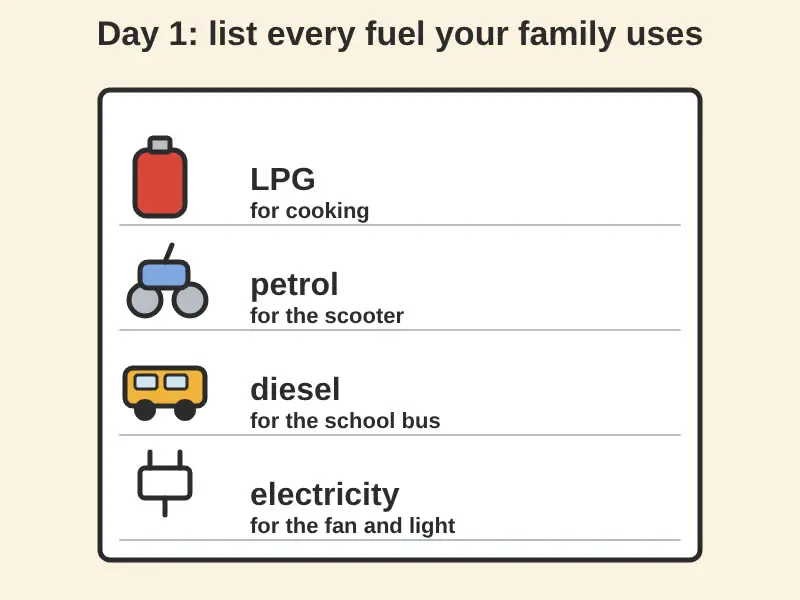 Day 1: list every fuel your family uses
LPG
for cooking
petrol
for the scooter
diesel
for the school bus
electricity
for the fan and light